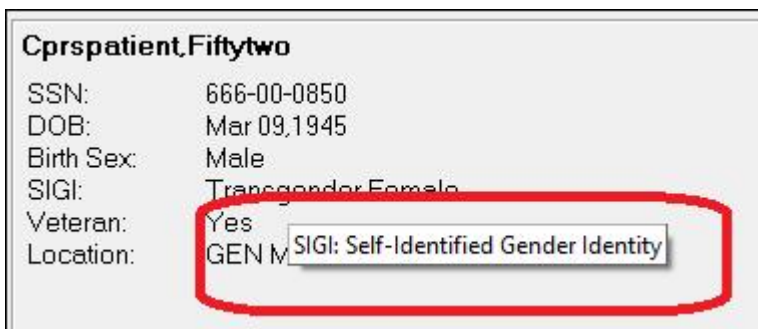 Cprspatient,Fiftytwo
SSN: 666-00-0850
DOB: Mar 09,1945
Birth Sex: Male
SIGI: Transgender Female
Veteran: Yes
Location: GEN M
SIGI: Self-Identified Gender Identity